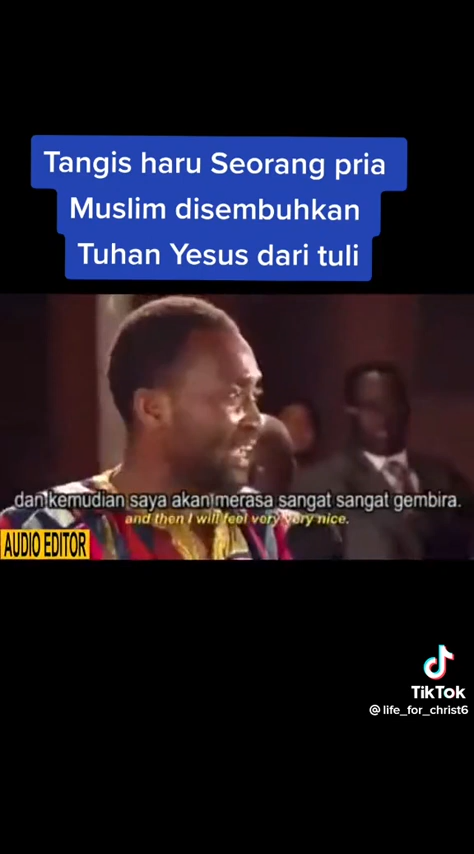 Tangis haru Seorang pria
Muslim disembuhkan
Tuhan Yesus dari tuli
dan kemudian saya akan merasa sangat sangat gembira.
and then I will feel very very nice.
AUDIO EDITOR
TikTok
@life_for_christ6